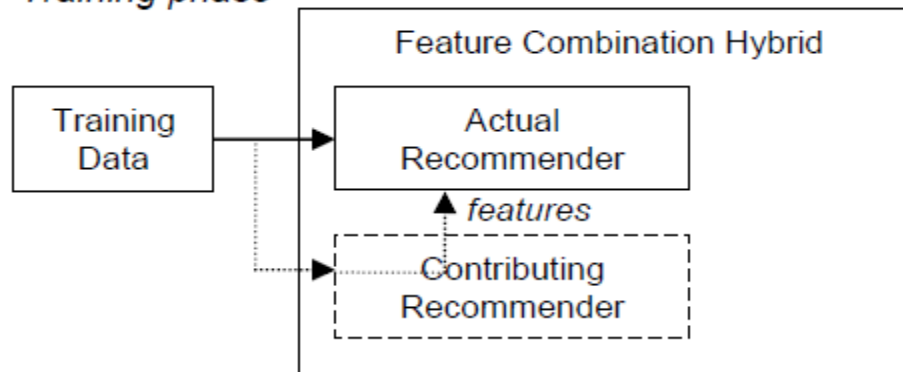 Training phase
Feature Combination Hybrid
Training
Data
Actual
Recommender
features
Contributing
Recommender